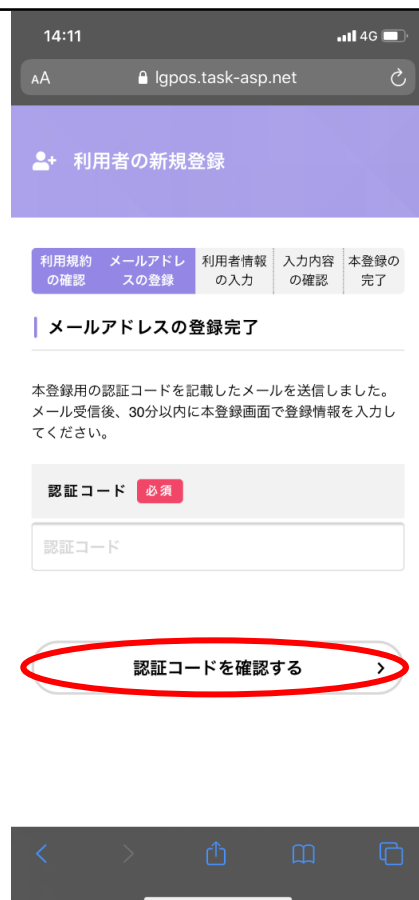 14:11
4G
AA
lgpos.task-asp.net
利用者の新規登録
利用規約
の確認
メールアドレ
スの登録
利用者情報
の入力
入力内容
の確認
本登録の
完了
メールアドレスの登録完了
本登録用の認証コードを記載したメールを送信しました。
メール受信後、30分以内に本登録画面で登録情報を入力し
てください。
認証コード 必須
認証コード
認証コードを確認する